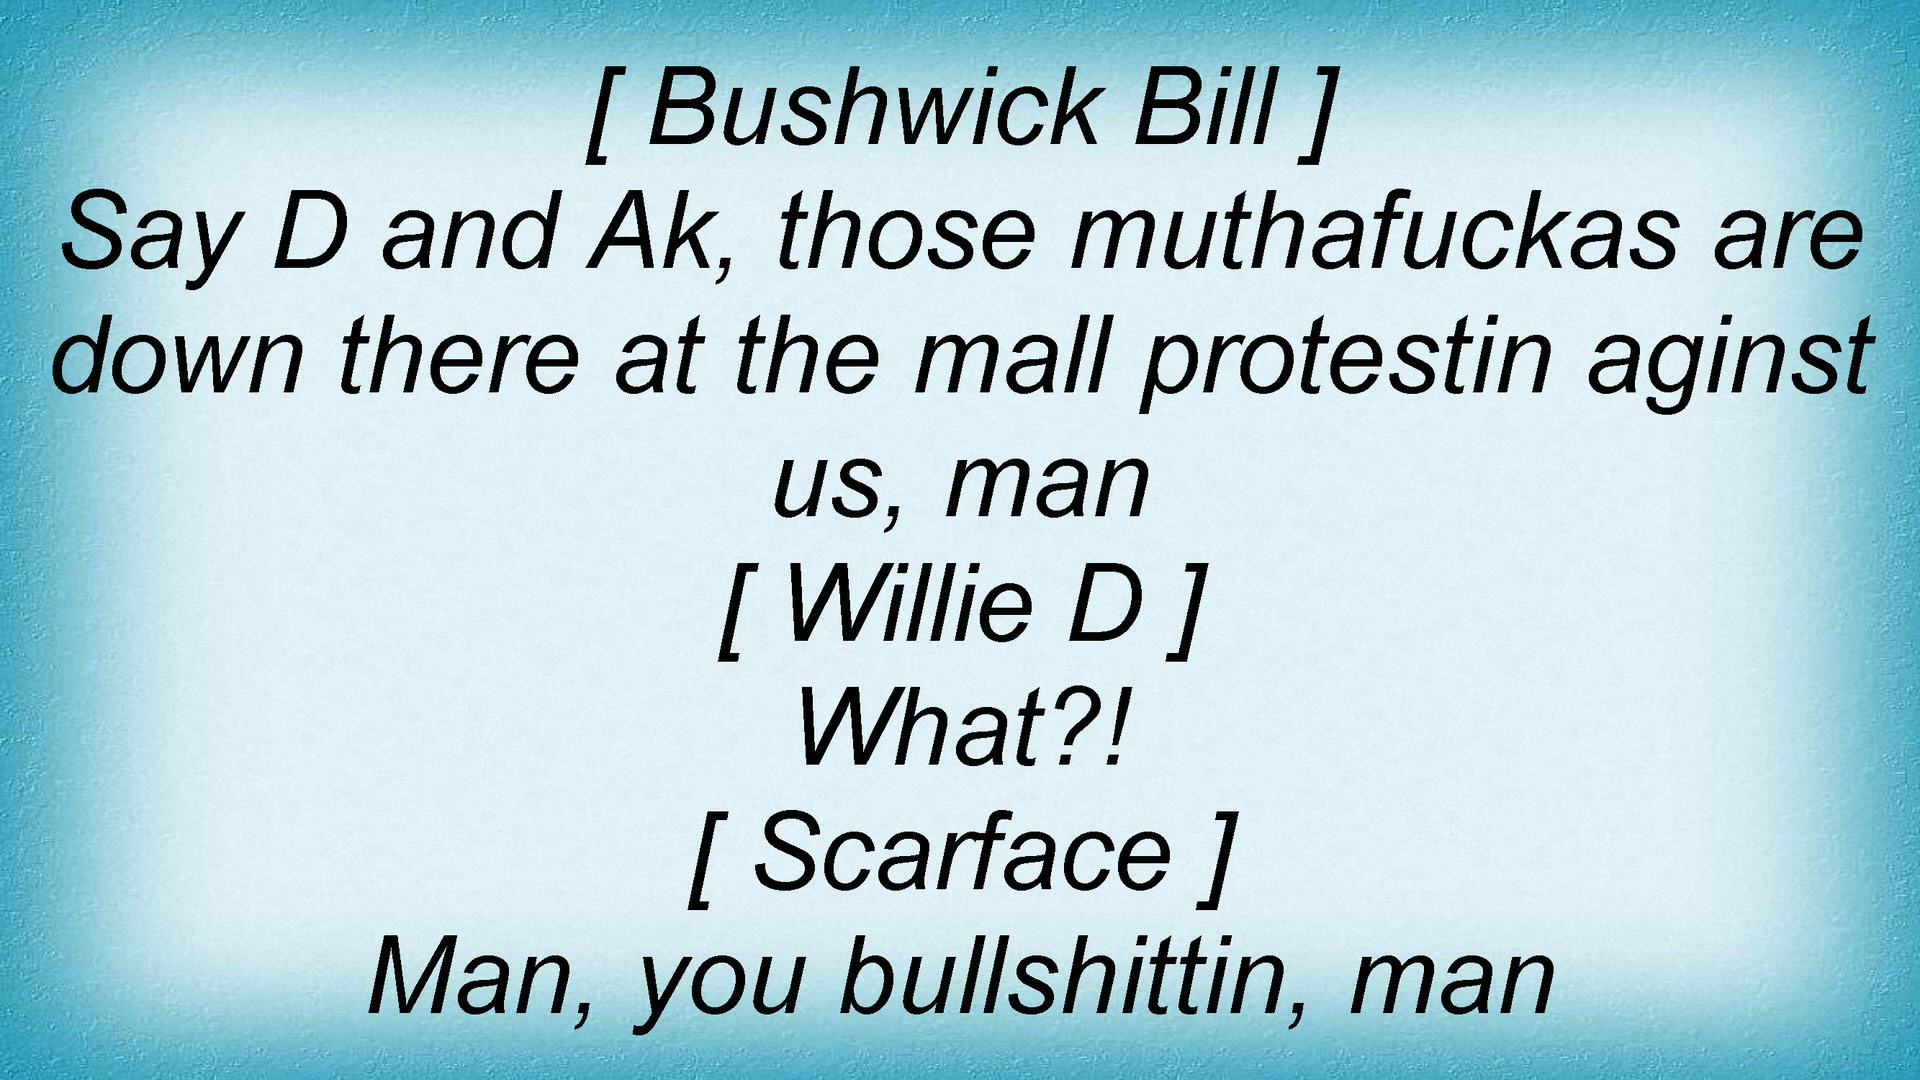 [ Bushwick Bill ]
Say D and Ak, those muthafuckas are
down there at the mall protestin aginst
us, man
[ Willie D ]
What?!
[ Scarface ]
Man, you bullshittin, man